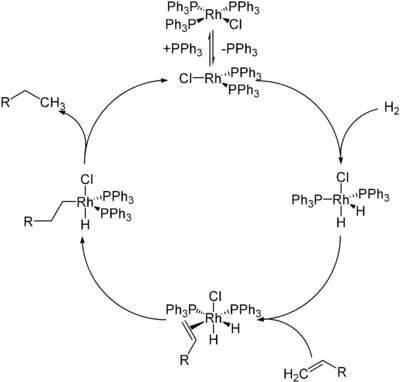 Ph3P PPh3
Rh
Ph3P Cl
+PPh3 -PPh3
Cl Rh PPh3
PPh3
R CH3
H2
Cl
Rh PPh3
PPh3
H
R
Cl
Ph3P Rh PPh3
H
H
Cl
Ph3P Rh PPh3
H
H
R
H2C R